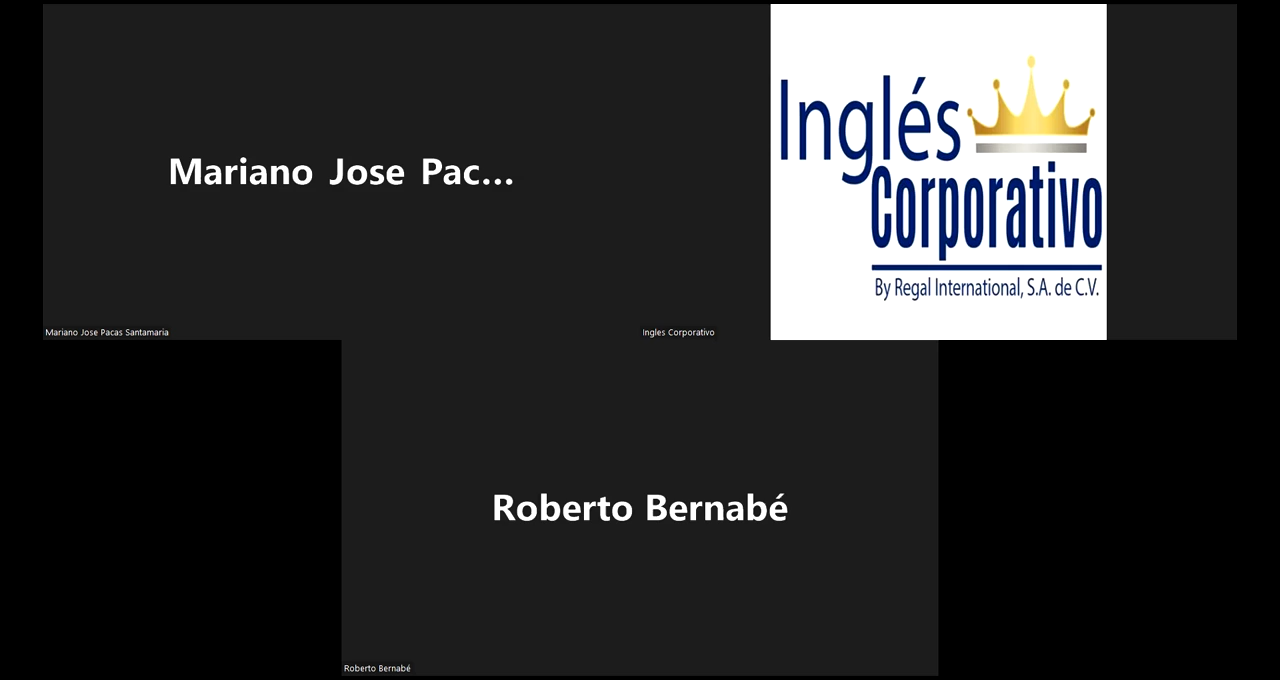 Mariano Jose Pac...
Mariano Jose Pacas Santamaria
Inglés
Corporativo
By Regal International, S.A. de C.V.
Ingles Corporativo
Roberto Bernabé
Roberto Bernabé